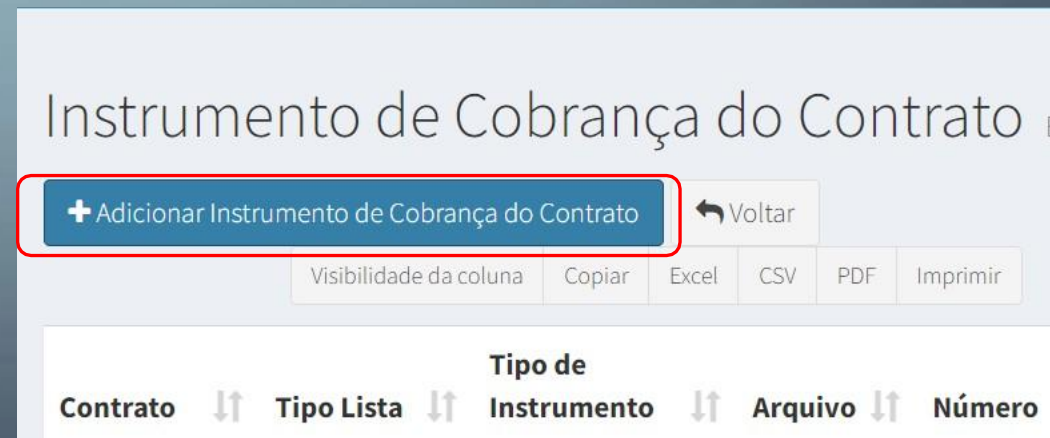 Instrumento de Cobrança do Contrato
Adicionar Instrumento de Cobrança do Contrato Voltar
Visibilidade da coluna Copiar Excel CSV PDF Imprimir
Tipo de
Contrato Tipo Lista Instrumento Arquivo Número